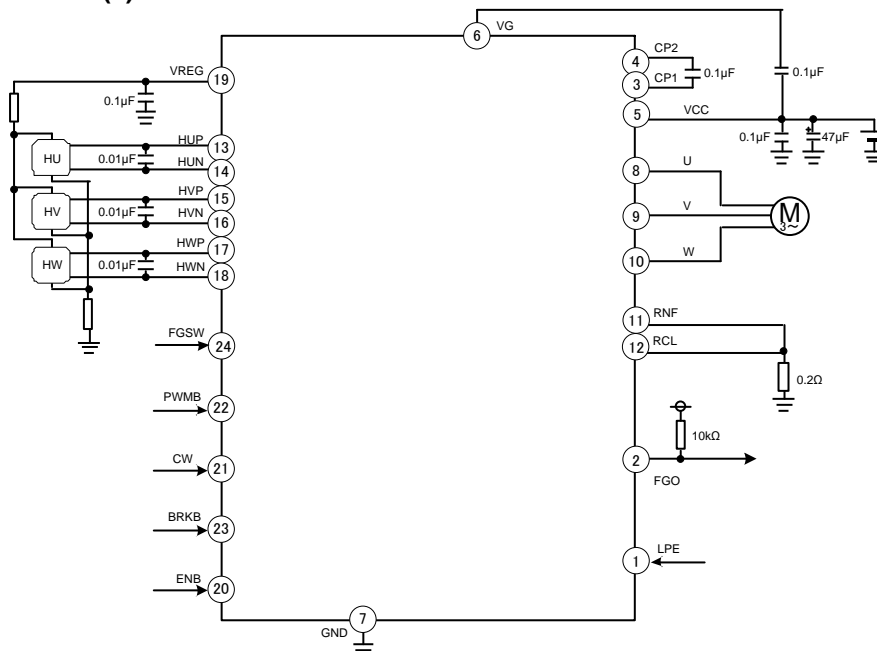 6
VG
VREG
19
0.1µF
4
CP2
3
CP1
0.1µF
0.1µF
5
VCC
0.1µF
+
47µF
HU
HUP
13
0.01µF
HUN
14
HV
HVP
15
0.01µF
HVN
16
HW
HWP
17
0.01µF
HWN
18
8
U
9
V
M
3~
10
W
11
RNF
12
RCL
0.2Ω
FGSW
24
PWMB
22
CW
21
BRKB
23
ENB
20
10kΩ
2
FGO
LPE
1
7
GND